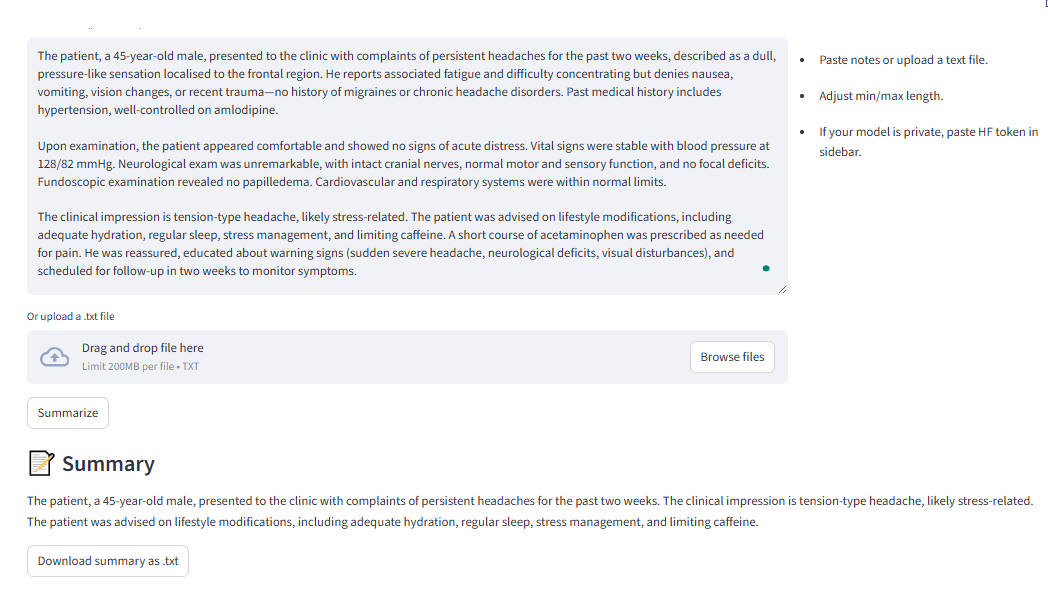 The patient, a 45-year-old male, presented to the clinic with complaints of persistent headaches for the past two weeks, described as a dull,
pressure-like sensation localised to the frontal region. He reports associated fatigue and difficulty concentrating but denies nausea,
vomiting, vision changes, or recent trauma—no history of migraines or chronic headache disorders. Past medical history includes
hypertension, well-controlled on amlodipine.
Upon examination, the patient appeared comfortable and showed no signs of acute distress. Vital signs were stable with blood pressure at
128/82 mmHg. Neurological exam was unremarkable, with intact cranial nerves, normal motor and sensory function, and no focal deficits.
Fundoscopic examination revealed no papilledema. Cardiovascular and respiratory systems were within normal limits.
The clinical impression is tension-type headache, likely stress-related. The patient was advised on lifestyle modifications, including
adequate hydration, regular sleep, stress management, and limiting caffeine. A short course of acetaminophen was prescribed as needed
for pain. He was reassured, educated about warning signs (sudden severe headache, neurological deficits, visual disturbances), and
scheduled for follow-up in two weeks to monitor symptoms.
• Paste notes or upload a text file.
• Adjust min/max length.
• If your model is private, paste HF token in
sidebar.
Or upload a .txt file
Drag and drop file here
Limit 200MB per file • TXT
Browse files
Summarize
Summary
The patient, a 45-year-old male, presented to the clinic with complaints of persistent headaches for the past two weeks. The clinical impression is tension-type headache, likely stress-related.
The patient was advised on lifestyle modifications, including adequate hydration, regular sleep, stress management, and limiting caffeine.
Download summary as .txt